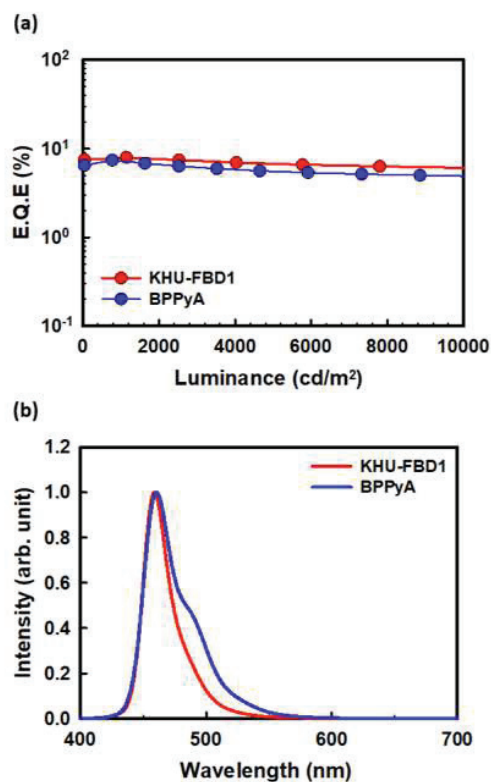 (a)
E.Q.E (%)
10²
10¹
10⁰
10⁻¹
KHU-FBD1
BPPyA
0 2000 4000 6000 8000 10000
Luminance (cd/m²)
(b)
Intensity (arb. unit)
1.2
1.0
0.8
0.6
0.4
0.2
0.0
KHU-FBD1
BPPyA
400 500 600 700
Wavelength (nm)